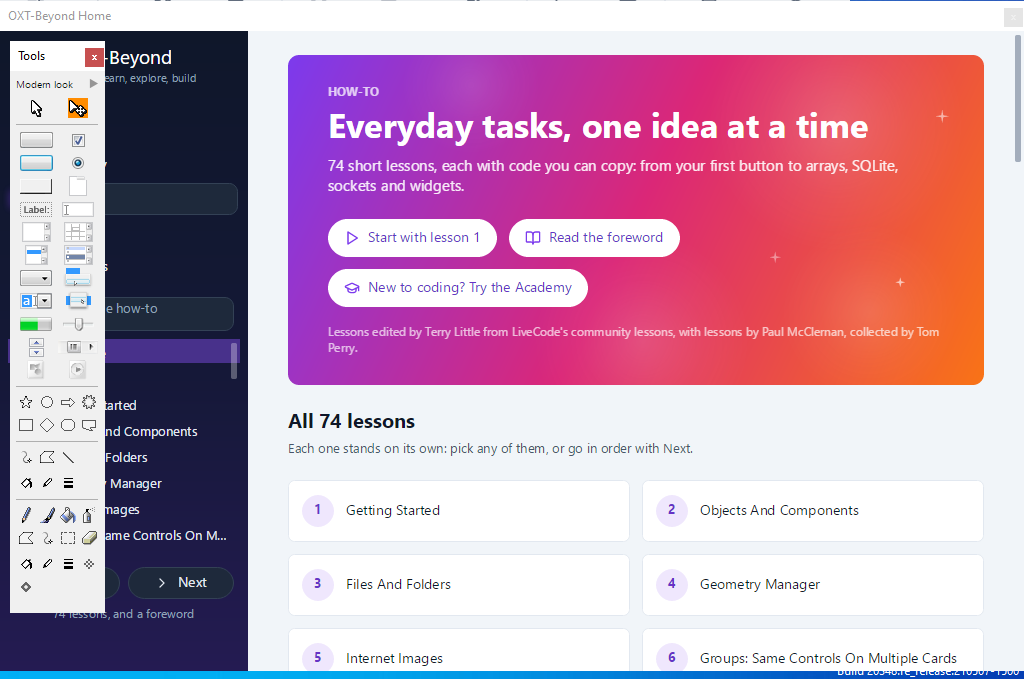 OXT-Beyond Home
x
Tools
x
Modern look
Label:
a
-Beyond
earn, explore, build
e how-to
arted
nd Components
Folders
y Manager
mages
ame Controls On M...
Next
74 lessons, and a foreword
HOW-TO
Everyday tasks, one idea at a time
74 short lessons, each with code you can copy: from your first button to arrays, SQLite,
sockets and widgets.
Start with lesson 1
Read the foreword
New to coding? Try the Academy
Lessons edited by Terry Little from LiveCode's community lessons, with lessons by Paul McClernan, collected by Tom
Perry.
All 74 lessons
Each one stands on its own: pick any of them, or go in order with Next.
1 Getting Started
2 Objects And Components
3 Files And Folders
4 Geometry Manager
5 Internet Images
6 Groups: Same Controls On Multiple Cards